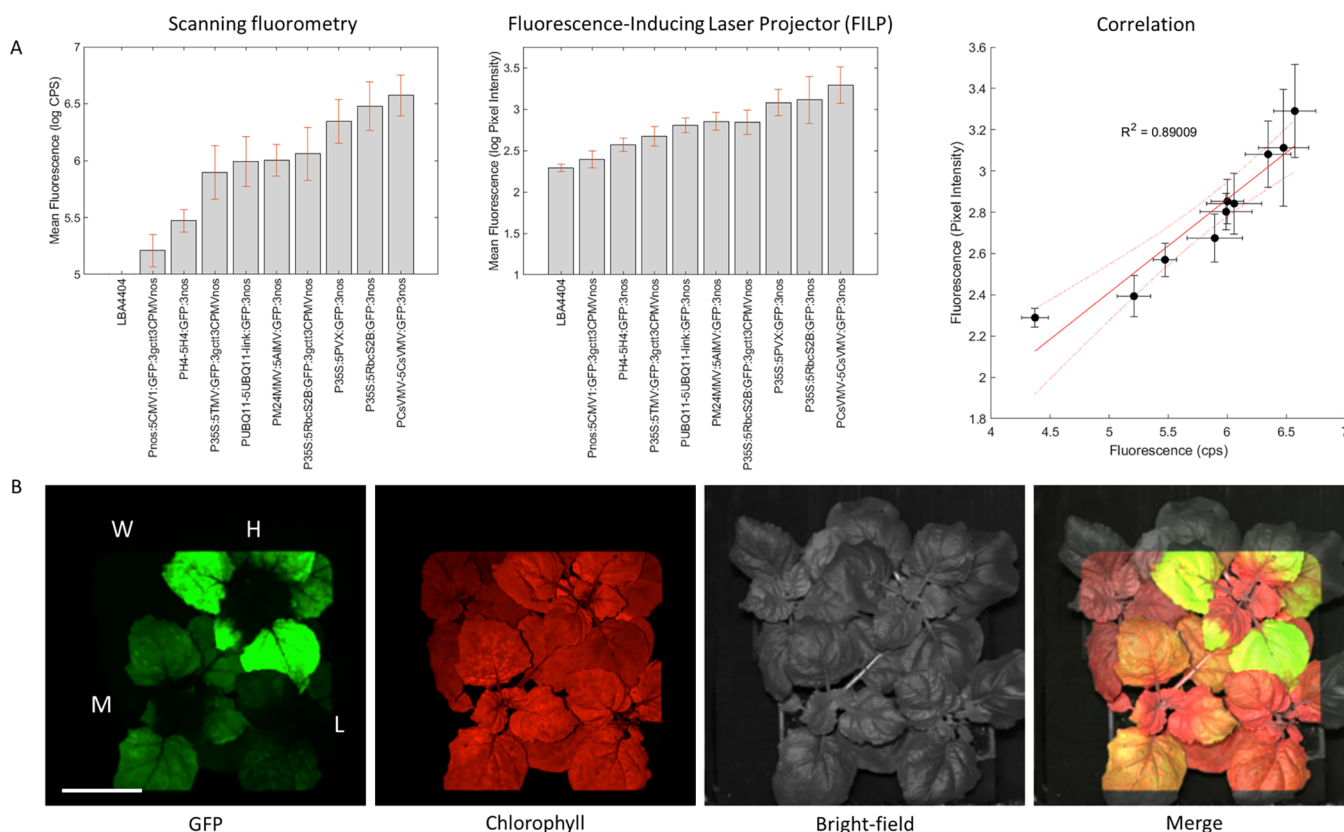 Scanning fluorometry
Fluorescence-Inducing Laser Projector (FILP)
Correlation
A
Mean Fluorescence (log CPS)
7
6.5
6
5.5
5
LBA4404
Pnos:5CMV1:GFP:3gctt3CPMVnos
PH4-5H4:GFP:3nos
P35S:5TMV:GFP:3gctt3CPMVnos
PUBQ11-5UBQ11-link:GFP:3nos
PM24MMV:5AlMV:GFP:3nos
P35S:5RbcS2B:GFP:3gctt3CPMVnos
P35S:5PVX:GFP:3nos
P35S:5RbcS2B:GFP:3nos
PCsVMV-5CsVMV:GFP:3nos
Mean Fluorescence (log Pixel Intensity)
3.5
3
2.5
2
1.5
1
LBA4404
Pnos:5CMV1:GFP:3gctt3CPMVnos
PH4-5H4:GFP:3nos
P35S:5TMV:GFP:3gctt3CPMVnos
PUBQ11-5UBQ11-link:GFP:3nos
PM24MMV:5AlMV:GFP:3nos
P35S:5RbcS2B:GFP:3gctt3CPMVnos
P35S:5PVX:GFP:3nos
P35S:5RbcS2B:GFP:3nos
PCsVMV-5CsVMV:GFP:3nos
Fluorescence (Pixel Intensity)
3.6
3.4
3.2
3
2.8
2.6
2.4
2.2
2
1.8
R² = 0.89009
4 4.5 5 5.5 6 6.5 7
Fluorescence (cps)
B
W H
M
L
GFP
Chlorophyll
Bright-field
Merge